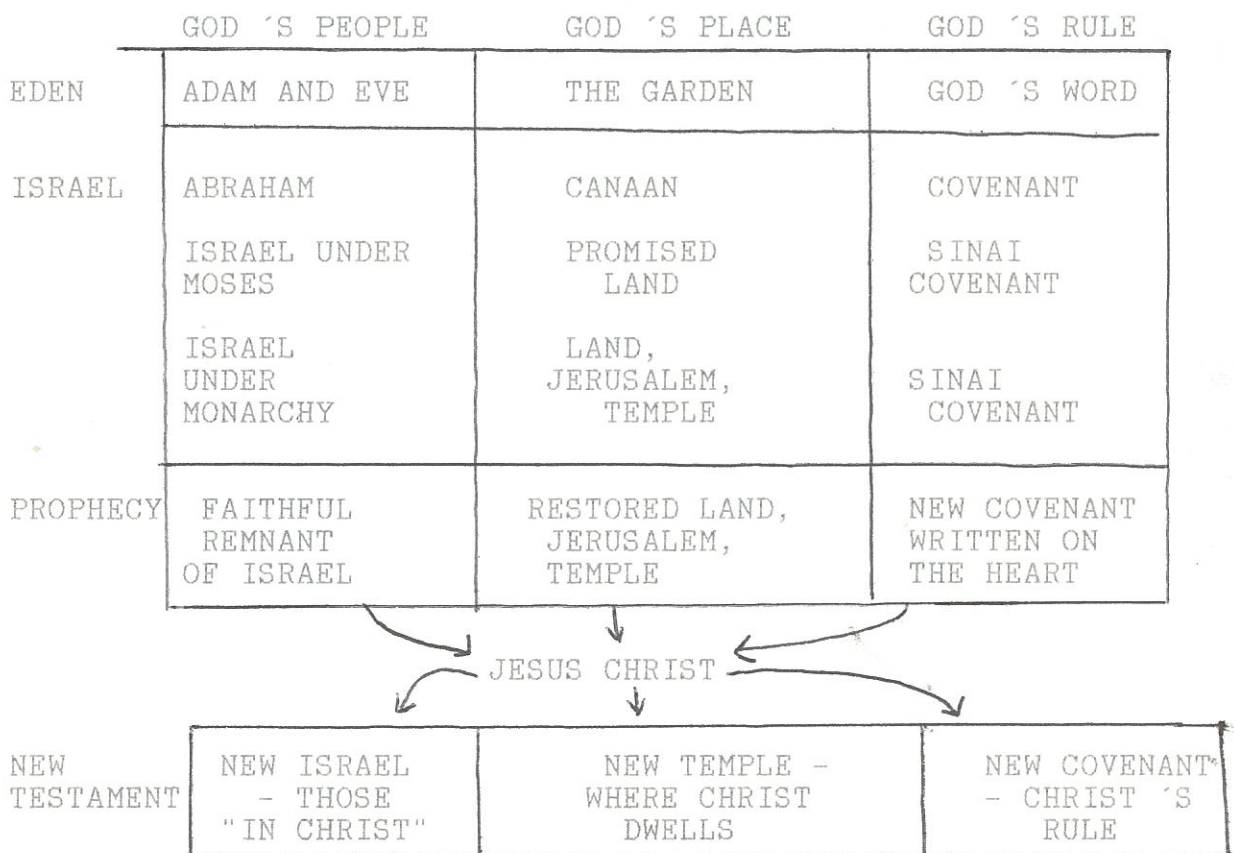 GOD ´S PEOPLE GOD ´S PLACE GOD ´S RULE
EDEN ADAM AND EVE THE GARDEN GOD ´S WORD
ISRAEL ABRAHAM CANAAN COVENANT
ISRAEL UNDER PROMISED SINAI
MOSES LAND COVENANT
ISRAEL LAND,
UNDER JERUSALEM, SINAI
MONARCHY TEMPLE COVENANT
PROPHECY FAITHFUL RESTORED LAND, NEW COVENANT
REMNANT JERUSALEM, WRITTEN ON
OF ISRAEL TEMPLE THE HEART
JESUS CHRIST
NEW NEW ISRAEL NEW TEMPLE - NEW COVENANT
TESTAMENT - THOSE WHERE CHRIST - CHRIST ´S
"IN CHRIST" DWELLS RULE